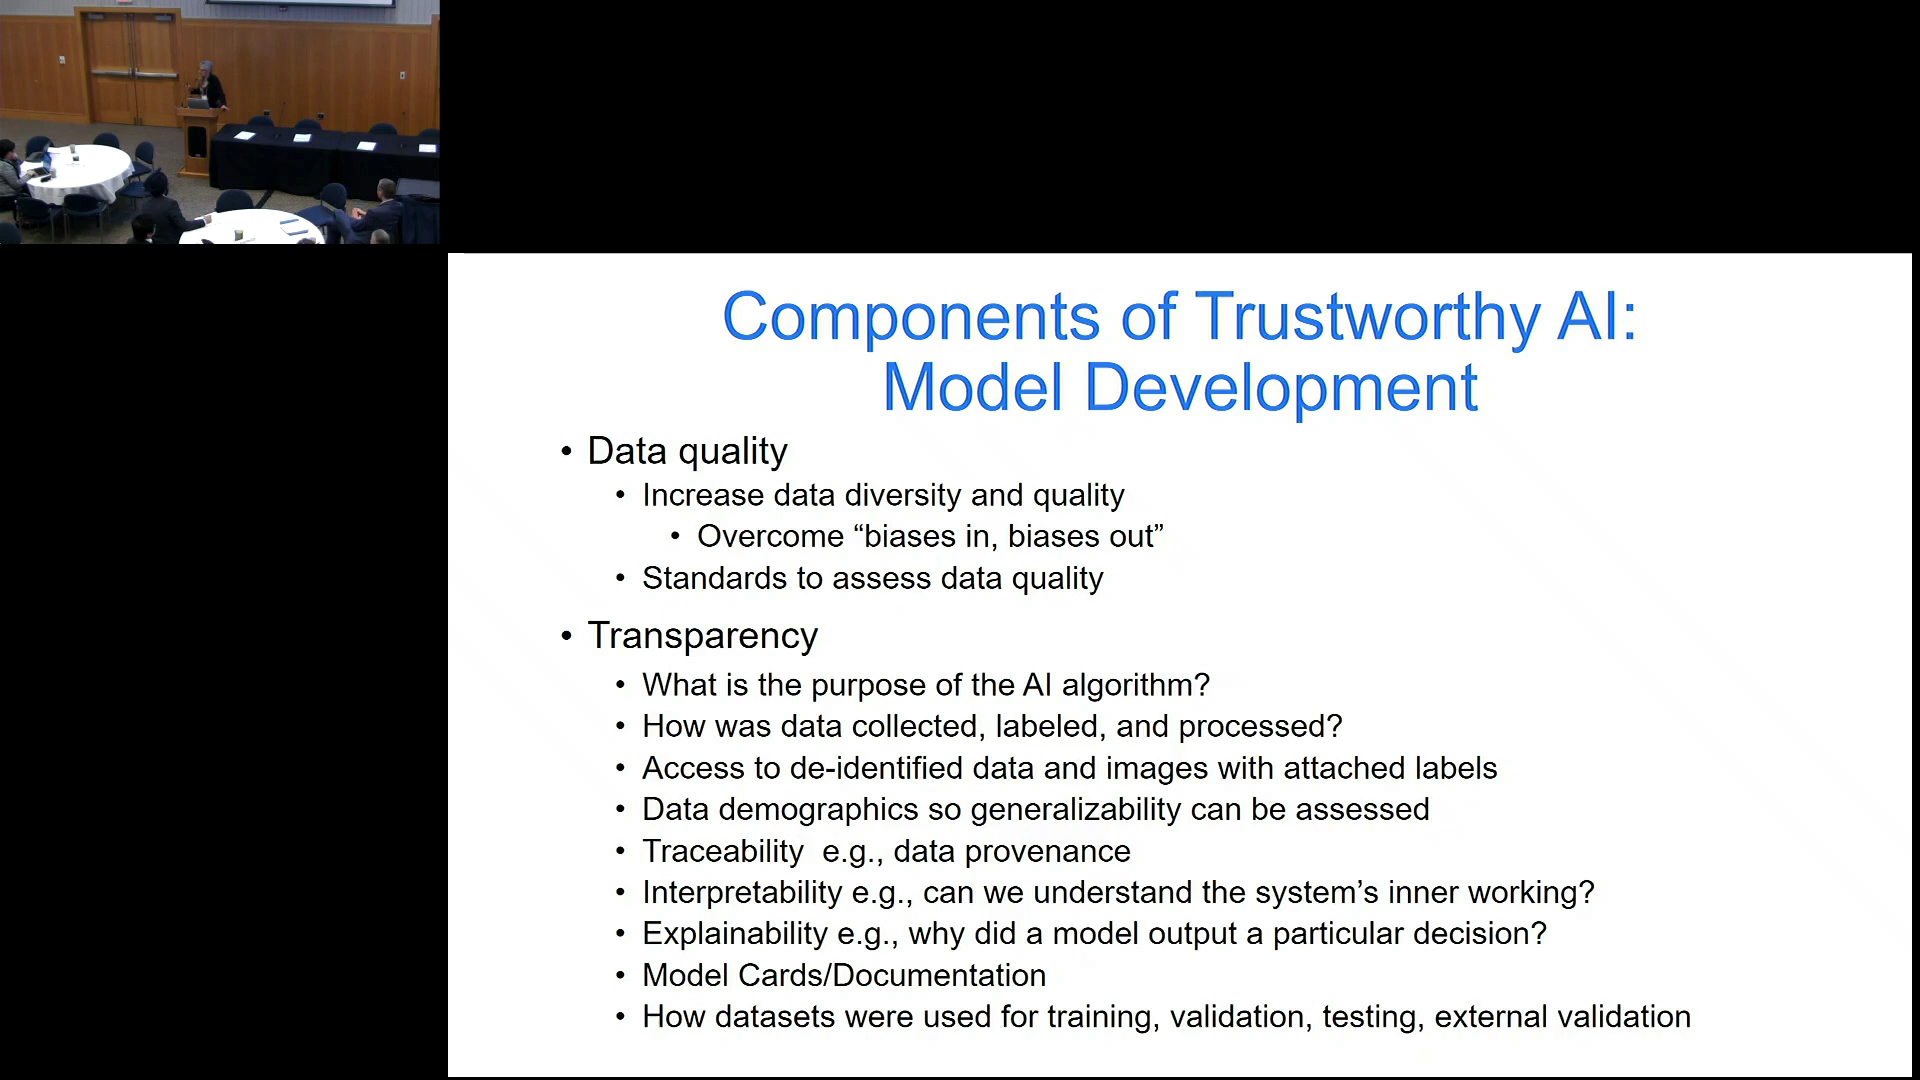 Components of Trustworthy AI:
Model Development
• Data quality
• Increase data diversity and quality
• Overcome “biases in, biases out”
• Standards to assess data quality
• Transparency
• What is the purpose of the AI algorithm?
• How was data collected, labeled, and processed?
• Access to de-identified data and images with attached labels
• Data demographics so generalizability can be assessed
• Traceability  e.g., data provenance
• Interpretability e.g., can we understand the system’s inner working?
• Explainability e.g., why did a model output a particular decision?
• Model Cards/Documentation
• How datasets were used for training, validation, testing, external validation